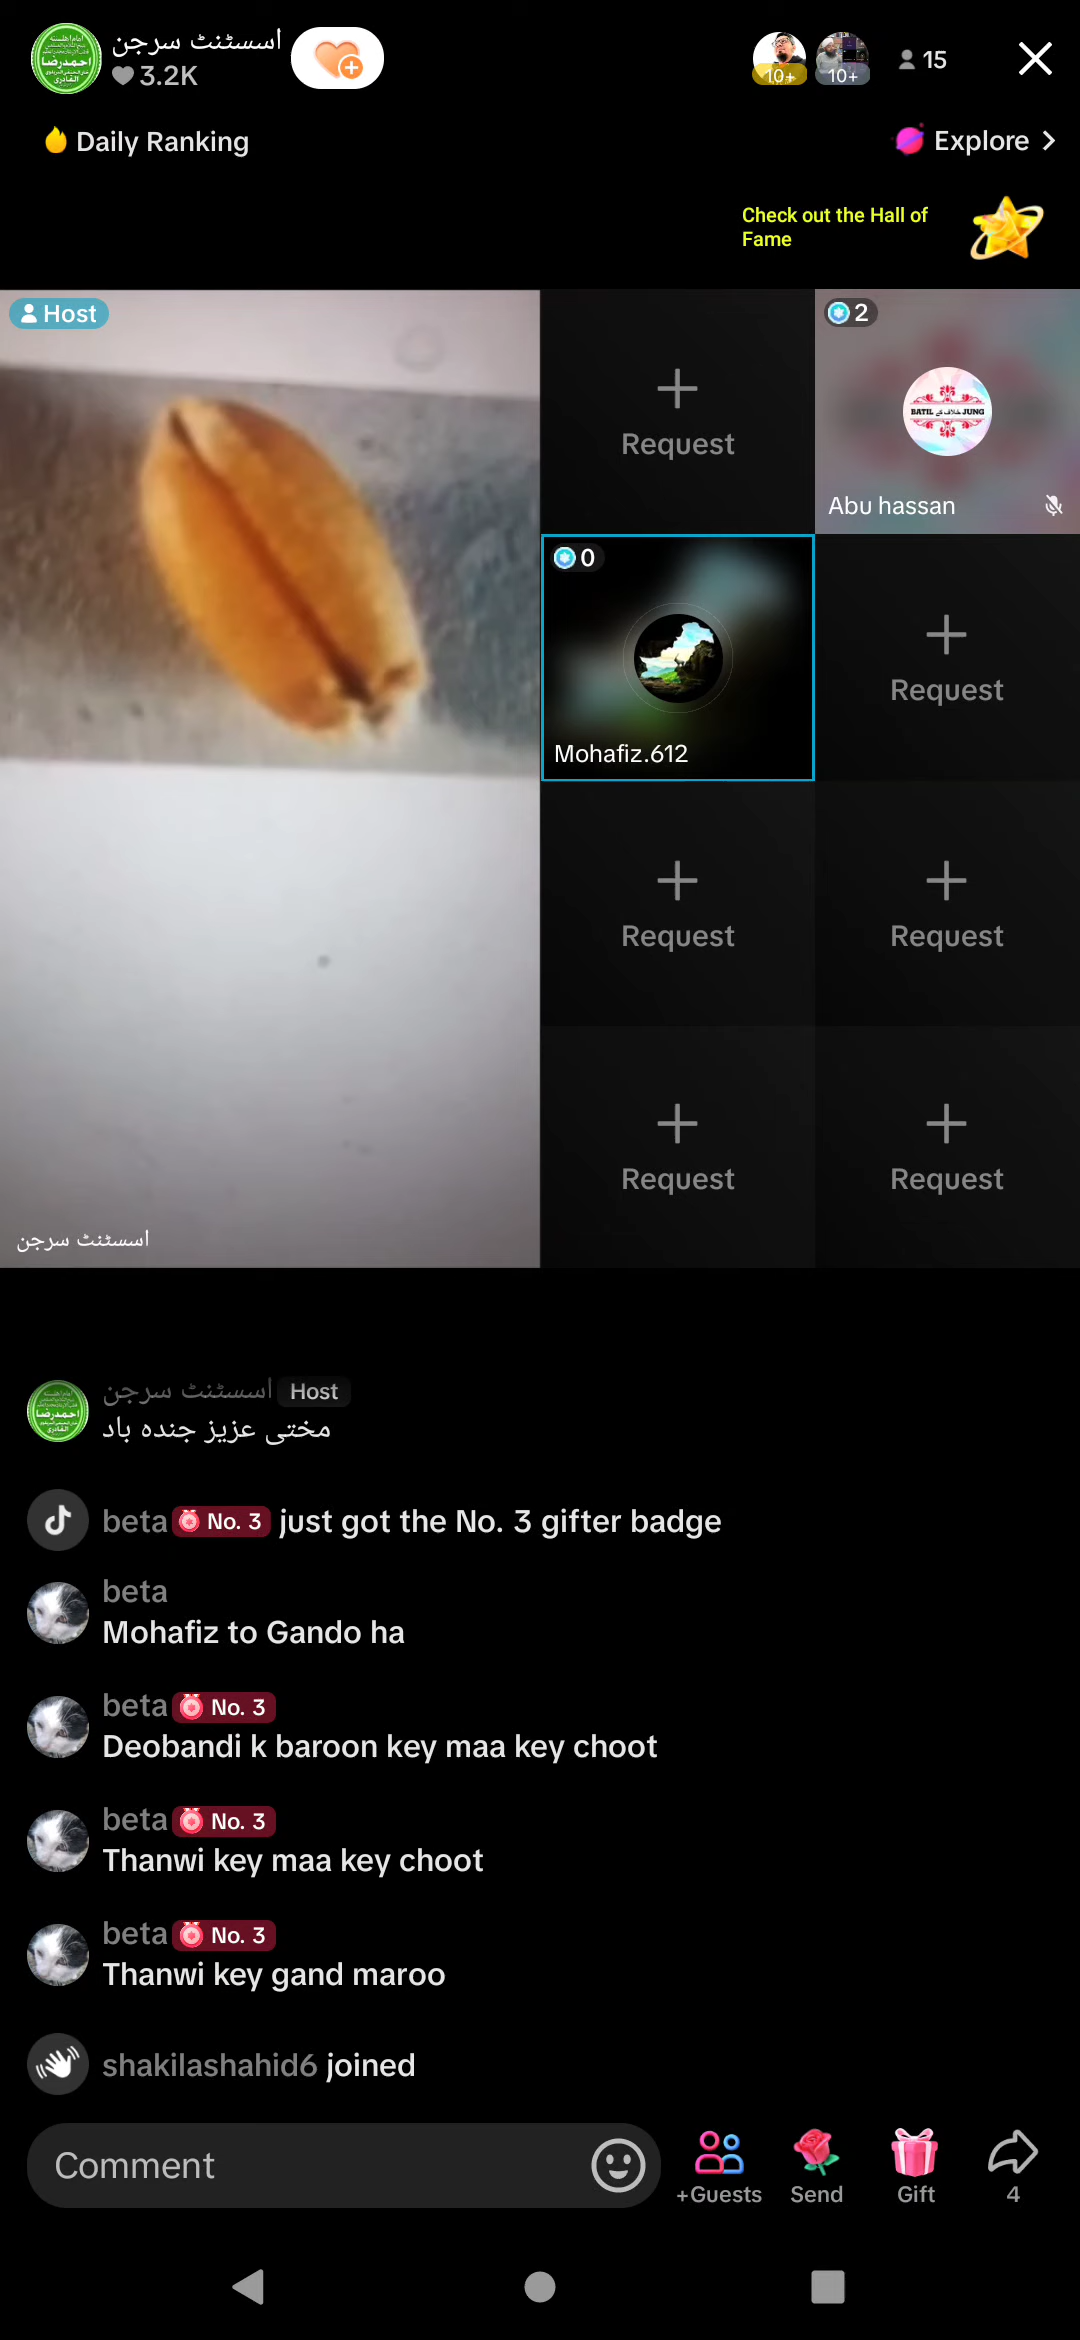 اسسٹنٹ سرجن
3.2K
10+
10+
15
Daily Ranking
Explore
Check out the Hall of
Fame
Host
Request
2
BATIL خلاف کے JUNG
Abu hassan
0
Mohafiz.612
Request
Request
Request
Request
Request
اسسٹنٹ سرجن
اسسٹنٹ سرجن Host
مختی عزیز جندہ باد
beta No. 3 just got the No. 3 gifter badge
beta
Mohafiz to Gando ha
beta No. 3
Deobandi k baroon key maa key choot
beta No. 3
Thanwi key maa key choot
beta No. 3
Thanwi key gand maroo
shakilashahid6 joined
Comment
+Guests
Send
Gift
4